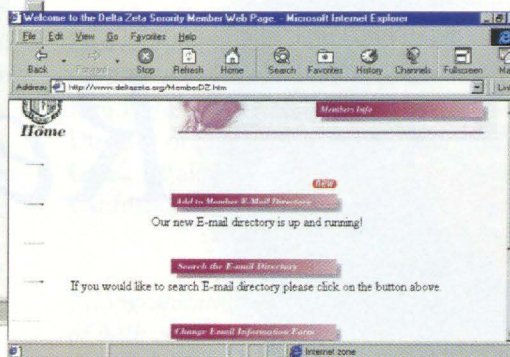 Welcome to the Delta Zeta Sorority Member Web Page. - Microsoft Internet Explorer
File Edit View Go Favorites Help
Back Forward Stop Refresh Home Search Favorites History Channels Fullscreen Ma
Address http://www.deltazeta.org/MemberDZ.htm Lin
Home
Members Info
new
Add to Member E-Mail Directory
Our new E-mail directory is up and running!
Search the E-mail Directory
If you would like to search E-mail directory please click on the button above.
Change Email Information Form
Internet zone